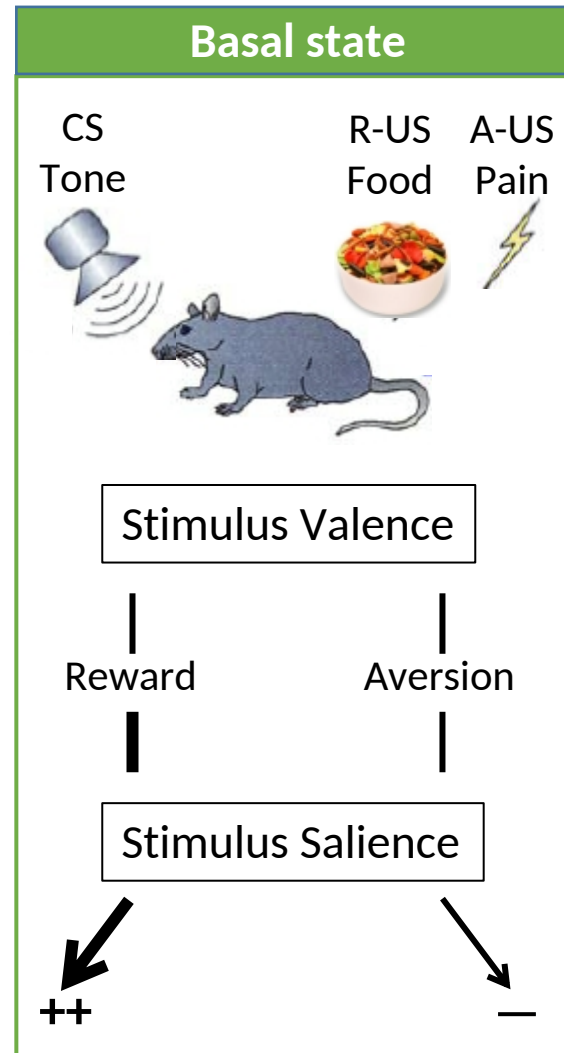 Basal state
CS R-US A-US
Tone Food Pain
Stimulus Valence
Reward Aversion
Stimulus Salience
++ —